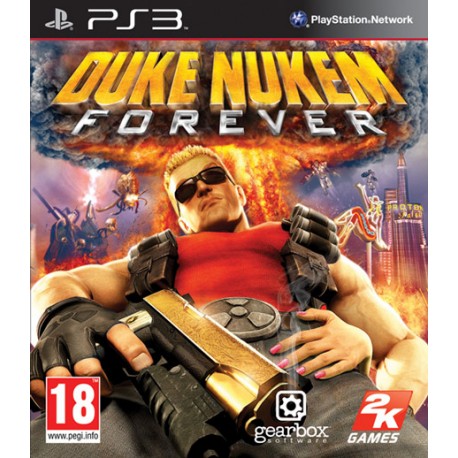 PS3
PlayStation®Network
DUKE NUKEM
FOREVER
18
www.pegi.info
gearbox
software
2K
GAMES